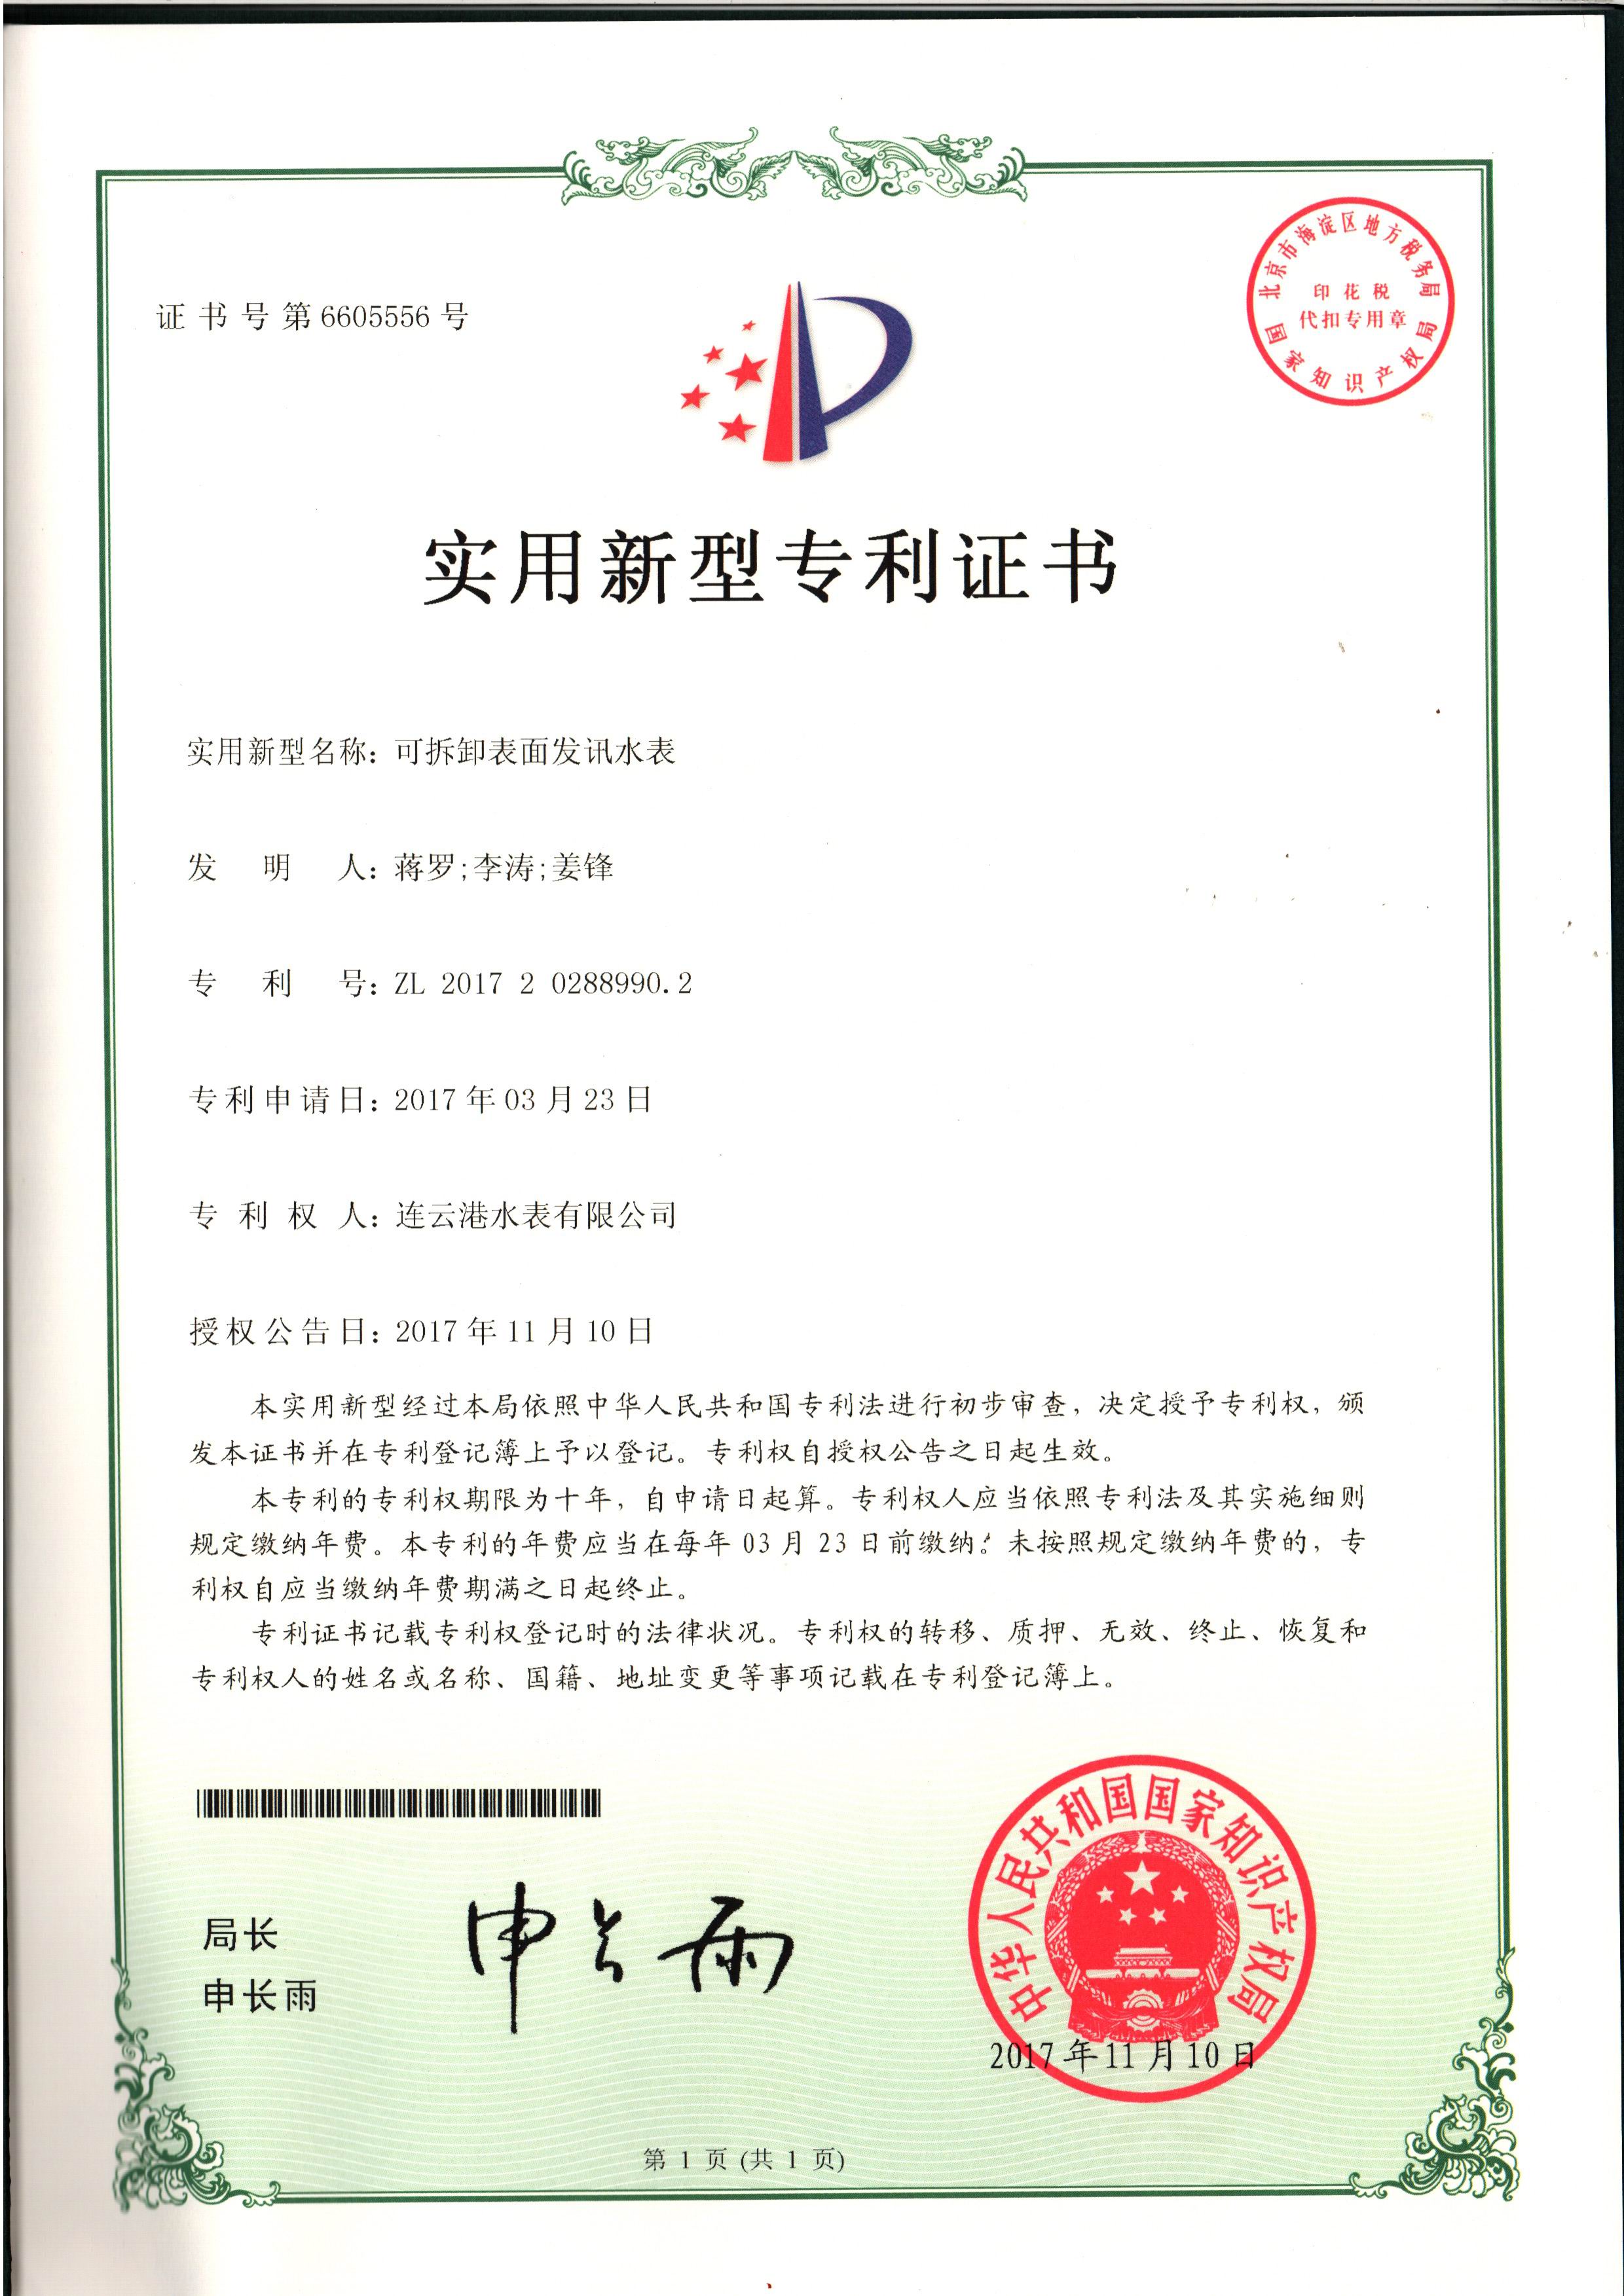 证书号第6605556号
北京市海淀区地方税务局
印花税
代扣专用章
国家知识产权局
实用新型专利证书
实用新型名称：可拆卸表面发讯水表
发明人：蒋罗;李涛;姜锋
专利号：ZL 2017 2 0288990.2
专利申请日：2017年03月23日
专利权人：连云港水表有限公司
授权公告日：2017年11月10日
本实用新型经过本局依照中华人民共和国专利法进行初步审查，决定授予专利权，颁
发本证书并在专利登记簿上予以登记。专利权自授权公告之日起生效。
本专利的专利权期限为十年，自申请日起算。专利权人应当依照专利法及其实施细则
规定缴纳年费。本专利的年费应当在每年03月23日前缴纳。未按照规定缴纳年费的，专
利权自应当缴纳年费期满之日起终止。
专利证书记载专利权登记时的法律状况。专利权的转移、质押、无效、终止、恢复和
专利权人的姓名或名称、国籍、地址变更等事项记载在专利登记簿上。
局长
申长雨
申长雨
中华人民共和国国家知识产权局
2017年11月10日
第 1 页 (共 1 页)